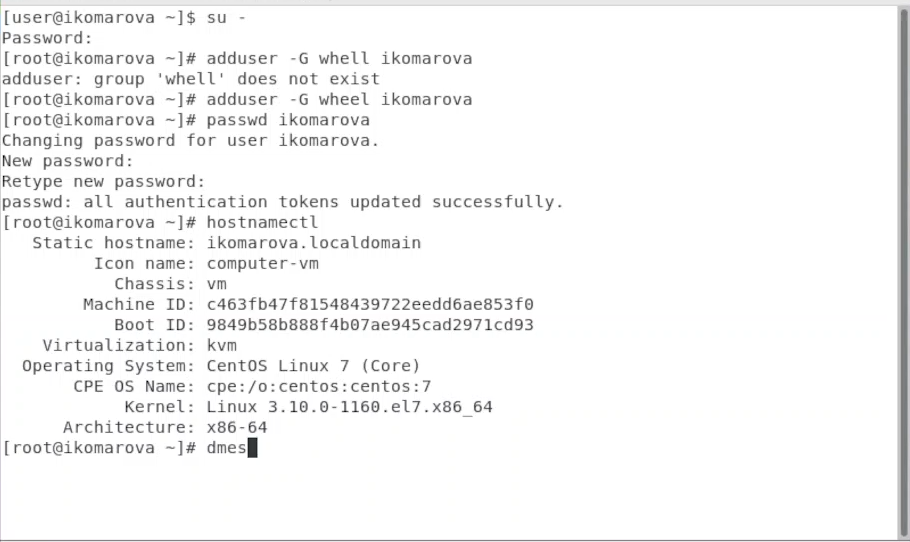 [user@ikomarova ~]$ su -
Password:
[root@ikomarova ~]# adduser -G whell ikomarova
adduser: group 'whell' does not exist
[root@ikomarova ~]# adduser -G wheel ikomarova
[root@ikomarova ~]# passwd ikomarova
Changing password for user ikomarova.
New password:
Retype new password:
passwd: all authentication tokens updated successfully.
[root@ikomarova ~]# hostnamectl
   Static hostname: ikomarova.localdomain
         Icon name: computer-vm
           Chassis: vm
        Machine ID: c463fb47f81548439722eedd6ae853f0
           Boot ID: 9849b58b888f4b07ae945cad2971cd93
    Virtualization: kvm
  Operating System: CentOS Linux 7 (Core)
       CPE OS Name: cpe:/o:centos:centos:7
            Kernel: Linux 3.10.0-1160.el7.x86_64
      Architecture: x86-64
[root@ikomarova ~]# dmes